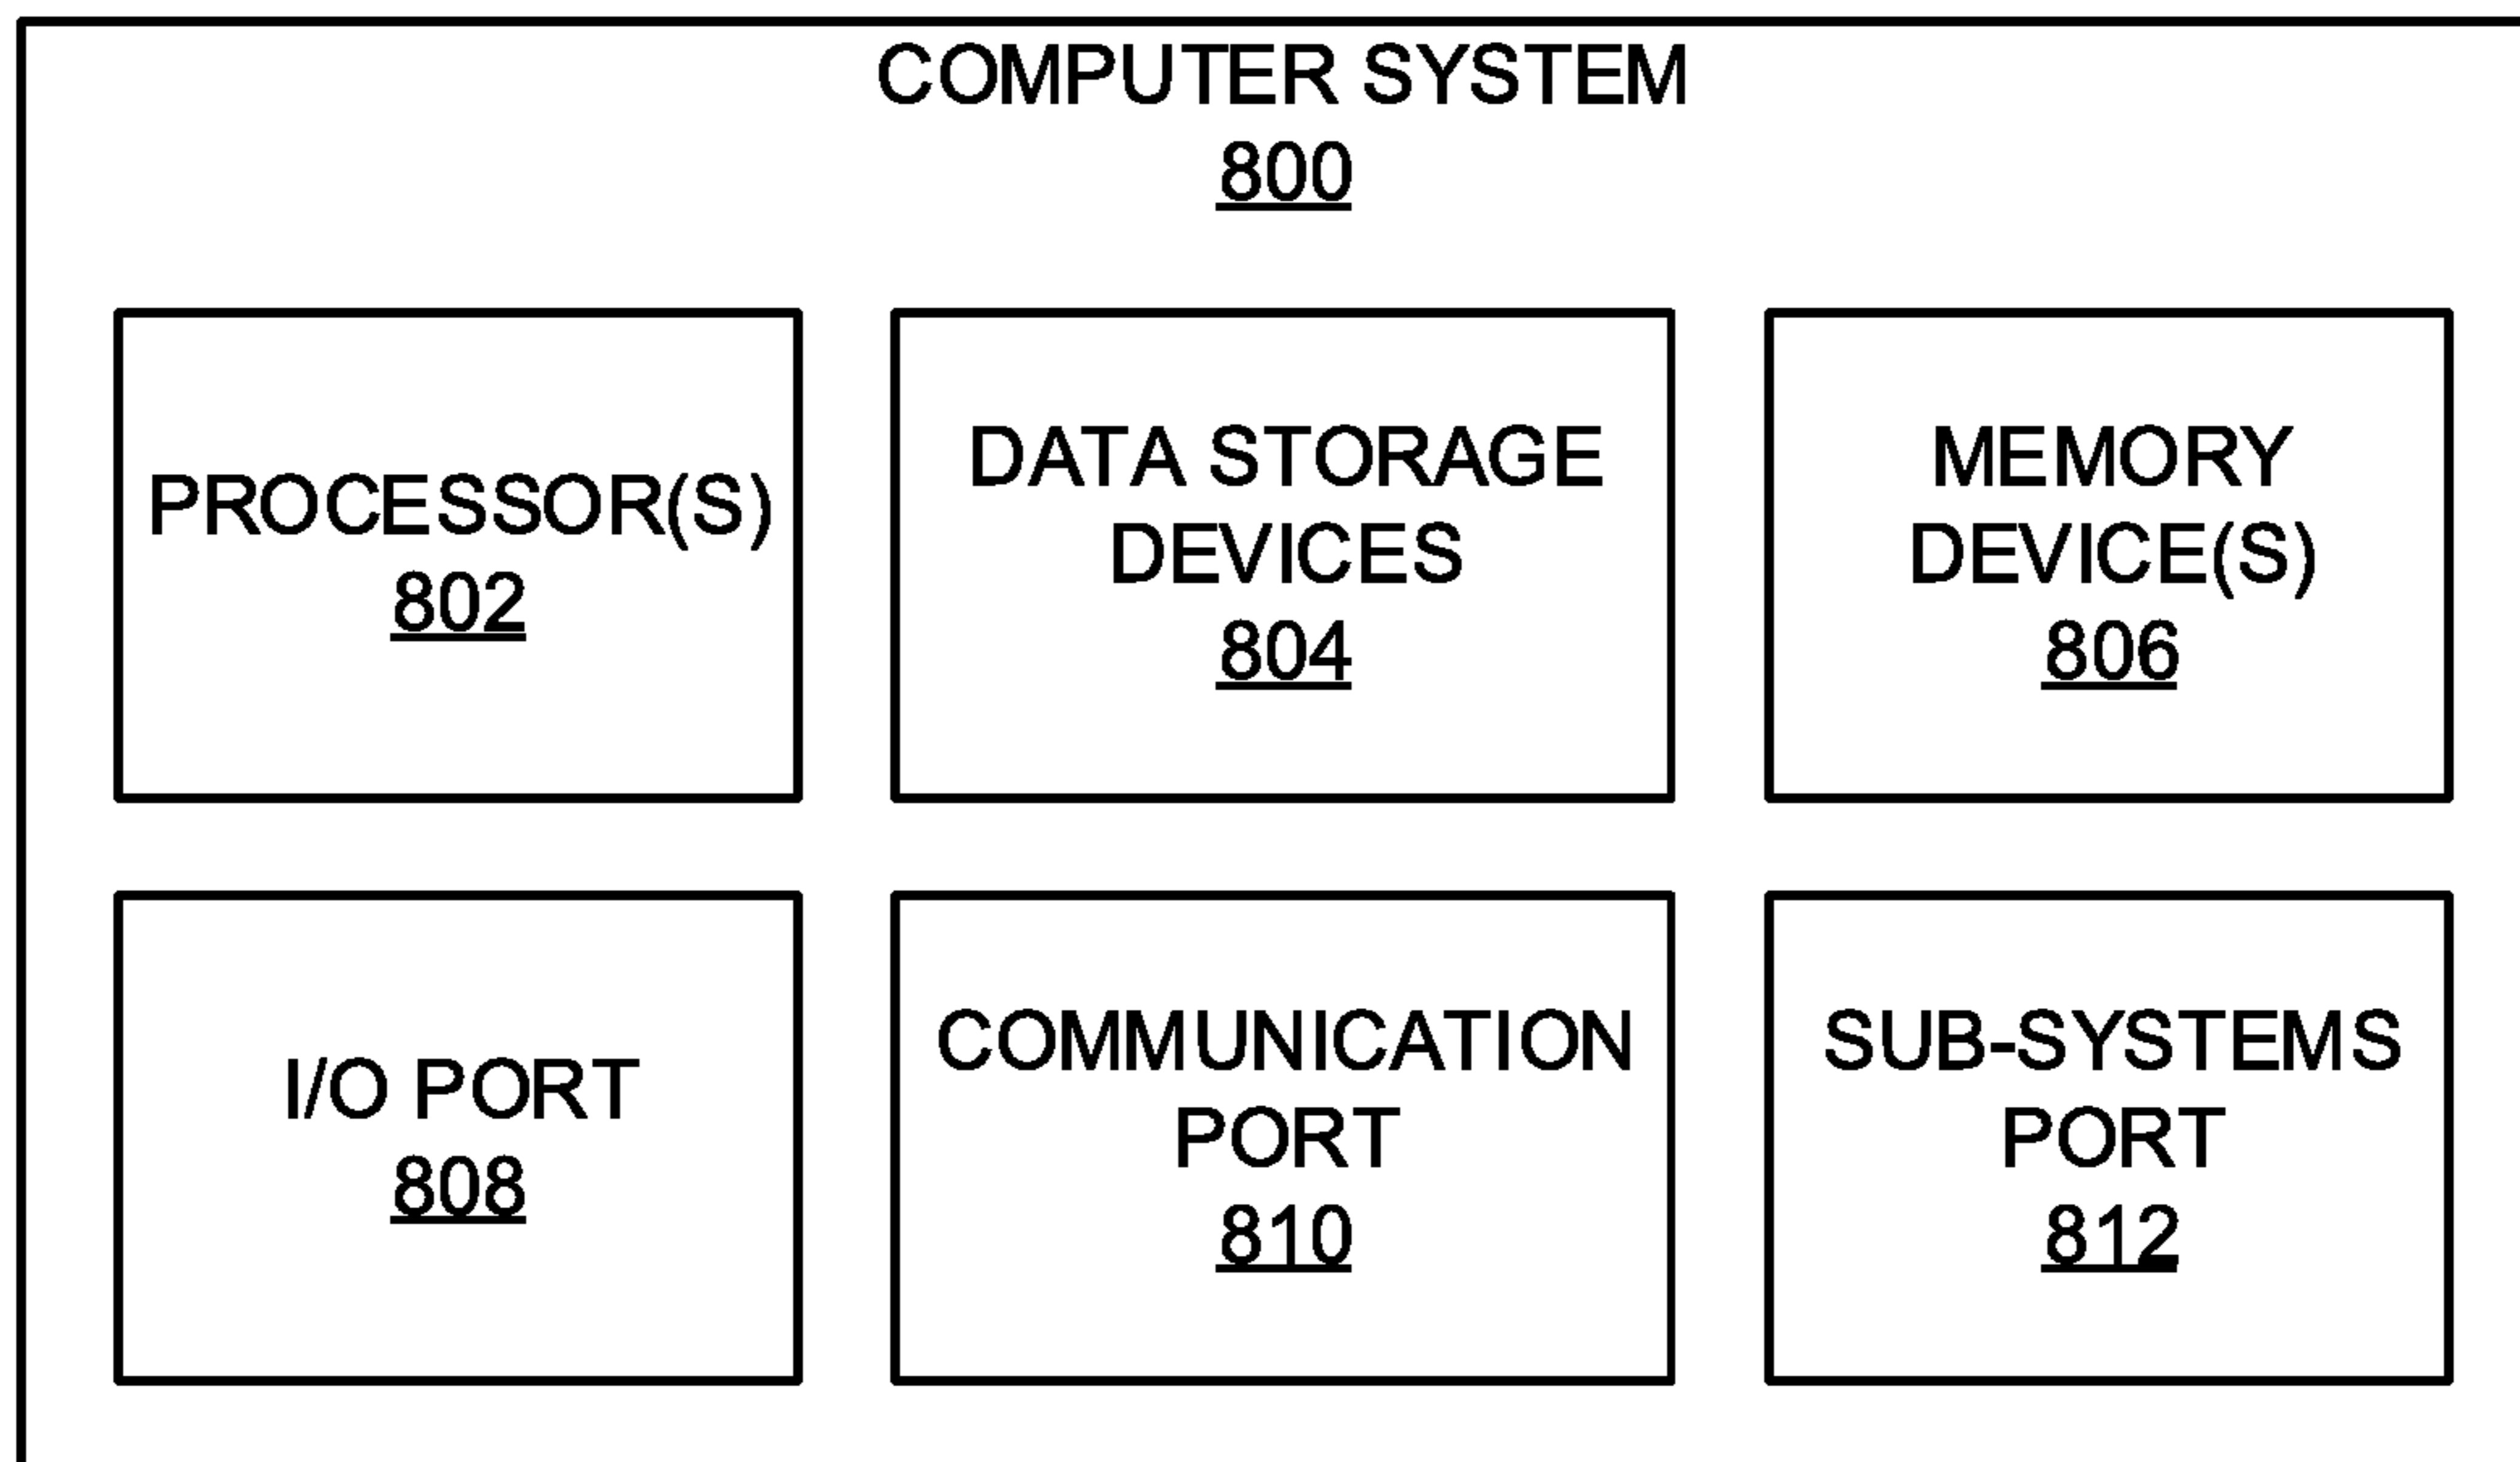 COMPUTER SYSTEM
800
PROCESSOR(S)
802
DATA STORAGE
DEVICES
804
MEMORY
DEVICE(S)
806
I/O PORT
808
COMMUNICATION
PORT
810
SUB-SYSTEMS
PORT
812